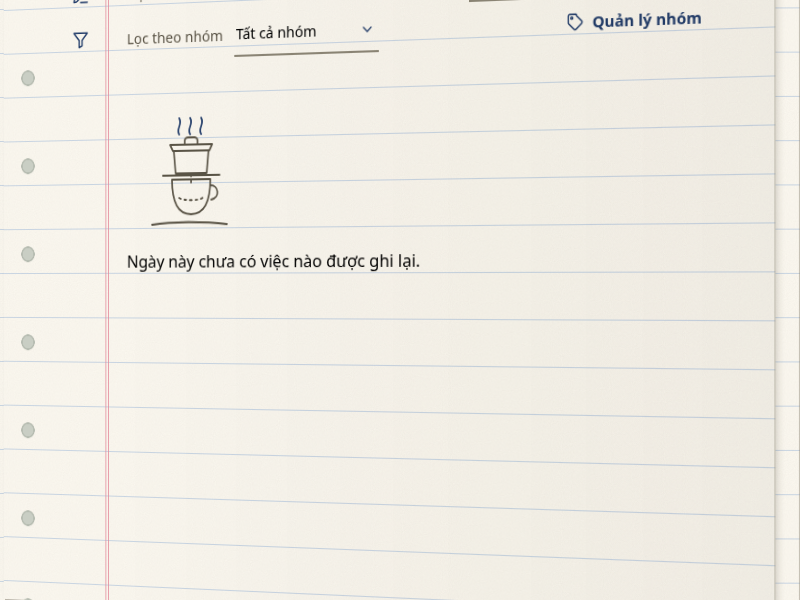 Lọc theo nhóm Tất cả nhóm
Quản lý nhóm
Ngày này chưa có việc nào được ghi lại.